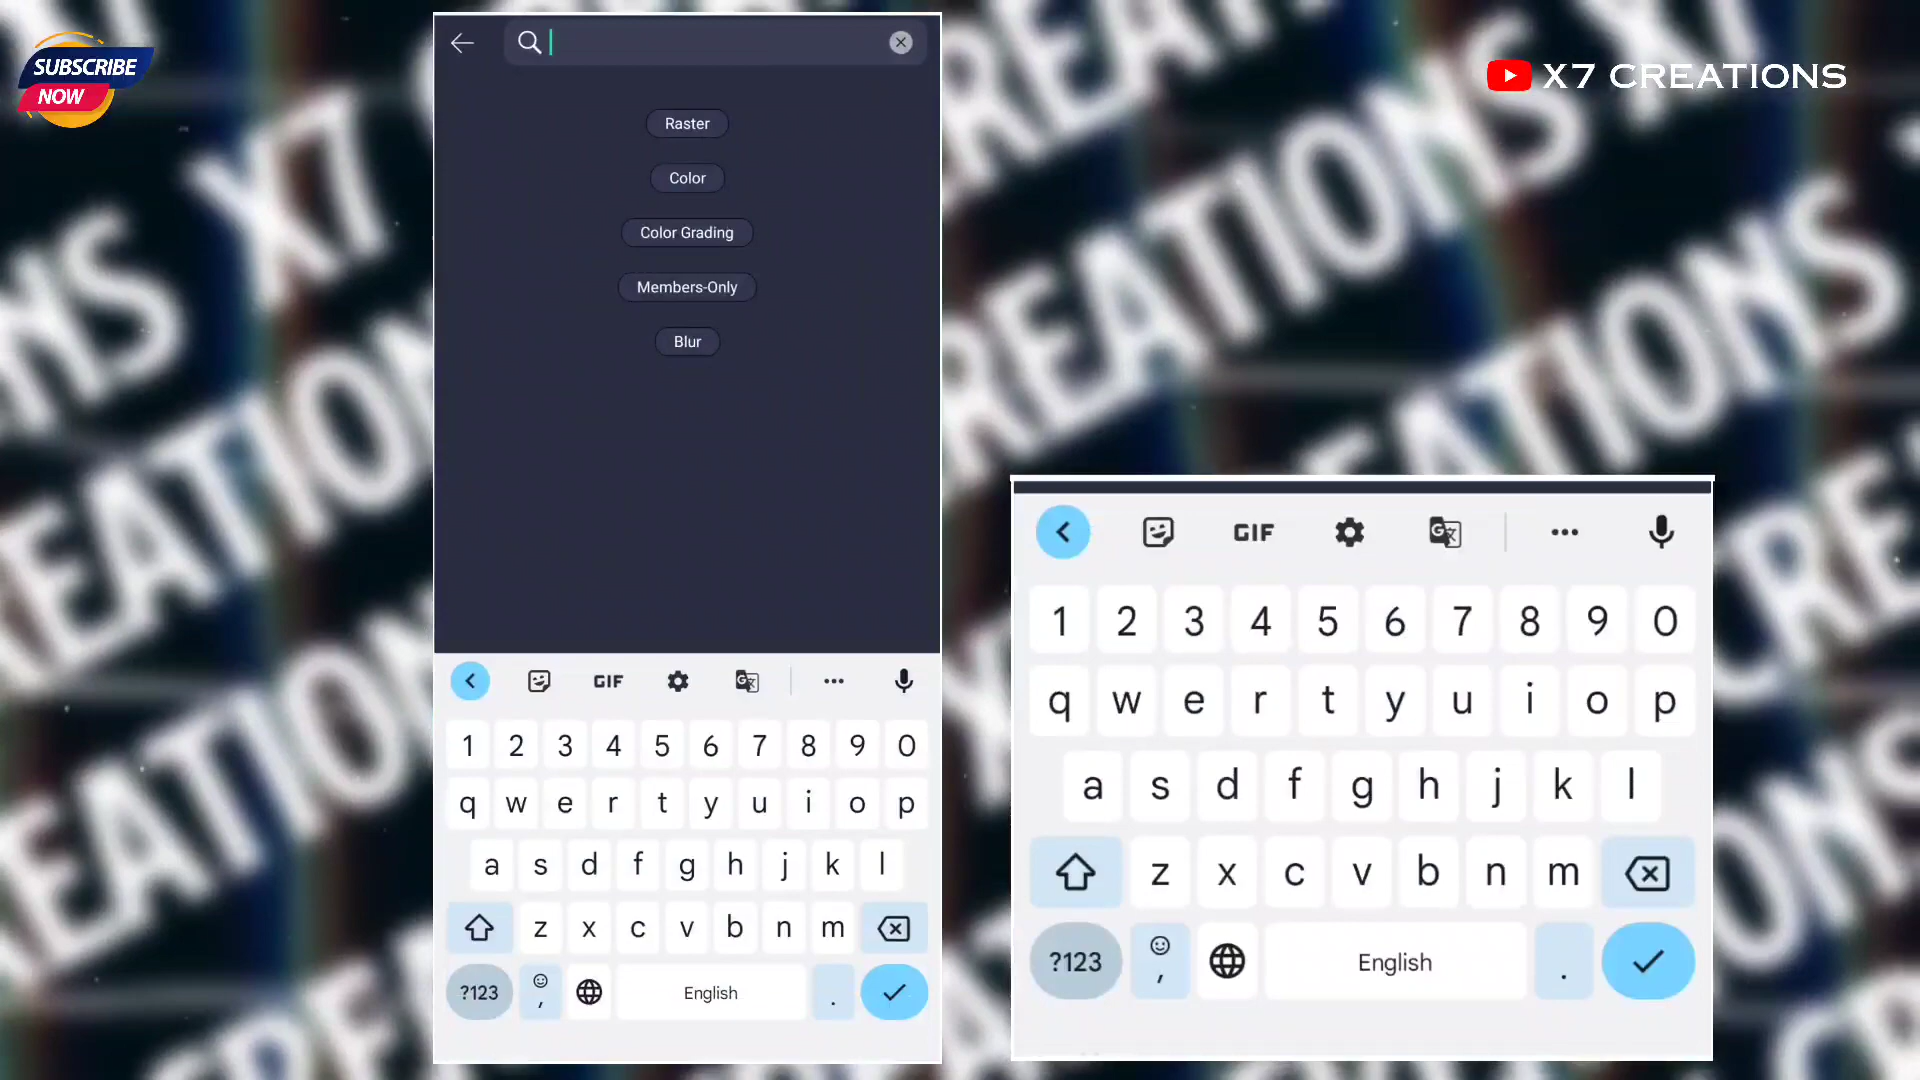 SUBSCRIBE
NOW
X7 CREATIONS
Raster
Color
Color Grading
Members-Only
Blur
GIF
1 2 3 4 5 6 7 8 9 0
q w e r t y u i o p
a s d f g h j k l
z x c v b n m
?123 , English .
GIF
1 2 3 4 5 6 7 8 9 0
q w e r t y u i o p
a s d f g h j k l
z x c v b n m
?123 , English .